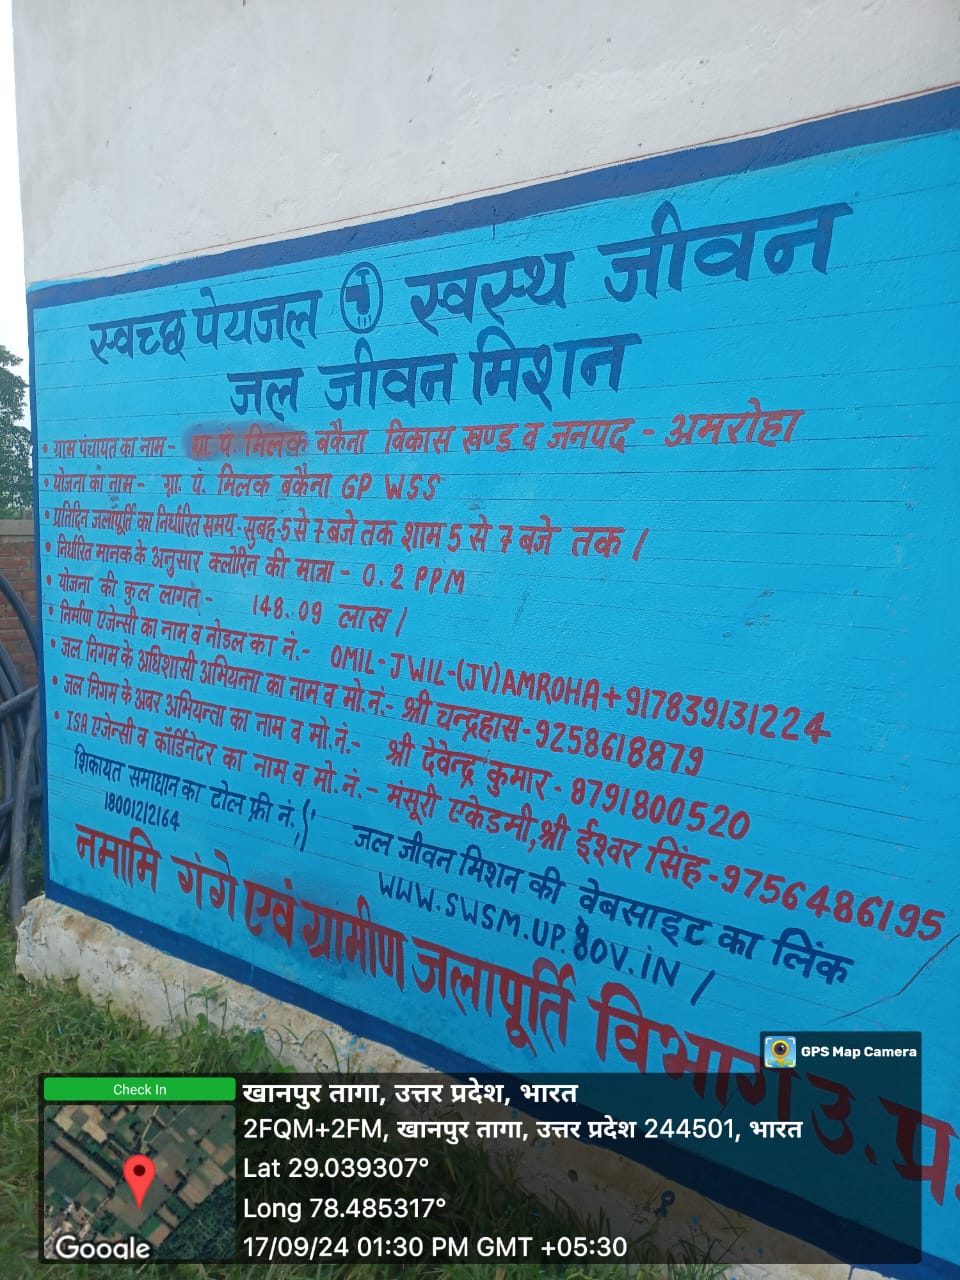 स्वच्छ पेयजल स्वस्थ जीवन
जल जीवन मिशन
• ग्राम पंचायत का नाम - ग्रा. पं. मिलक बकैना विकास खण्ड व जनपद - अमरोहा
• योजना का नाम - ग्रा. पं. मिलक बकैना GP WSS
• प्रतिदिन जलापूर्ति का निर्धारित समय - सुबह-5 से 7 बजे तक शाम 5 से 7 बजे तक /
• निर्धारित मानक के अनुसार क्लोरिन की मात्रा - 0.2 PPM
• योजना की कुल लागत - 148.09 लाख /
• निर्माण एजेन्सी का नाम व नोडल का नं.- OMIL-JWIL-(JV)AMROHA+917839131224
• जल निगम के अधिशासी अभियन्ता का नाम व मो.नं.- श्री चन्द्रहास-9258618879
• जल निगम के अवर अभियन्ता का नाम व मो.नं.- श्री देवेन्द्र कुमार-8791800520
• ISA एजेन्सी व कॉर्डिनेटर का नाम व मो.नं.- मंसूरी एकेडमी,श्री ईश्वर सिंह-9756486195
शिकायत समाधान का टोल फ्री नं.
18001212164
जल जीवन मिशन की वेबसाइट का लिंक
WWW.SWSM.UP.GOV.IN /
नमामि गंगे एवं ग्रामीण जलापूर्ति विभाग उ.प्र.
GPS Map Camera
Check In
खानपुर तागा, उत्तर प्रदेश, भारत
2FQM+2FM, खानपुर तागा, उत्तर प्रदेश 244501, भारत
Lat 29.039307°
Long 78.485317°
17/09/24 01:30 PM GMT +05:30
Google